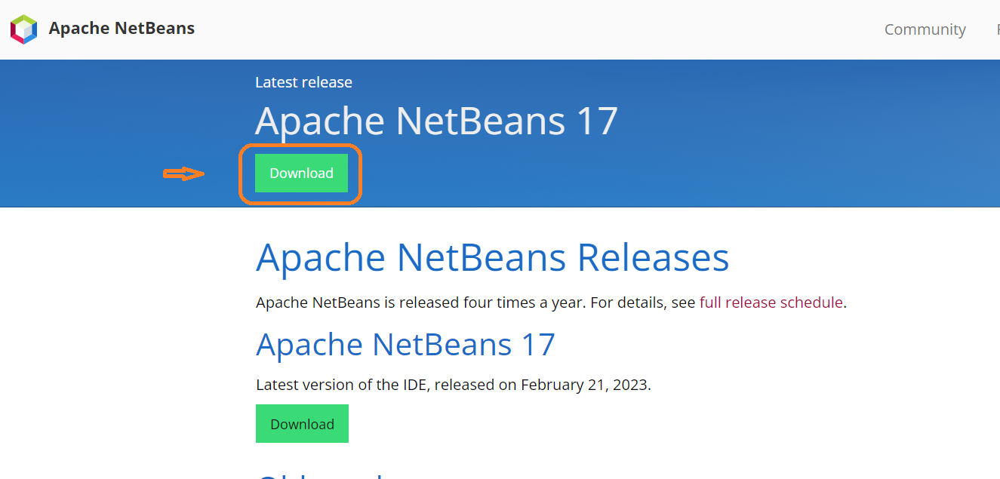 Apache NetBeans
Community
Latest release
Apache NetBeans 17
Download
Apache NetBeans Releases
Apache NetBeans is released four times a year. For details, see full release schedule.
Apache NetBeans 17
Latest version of the IDE, released on February 21, 2023.
Download